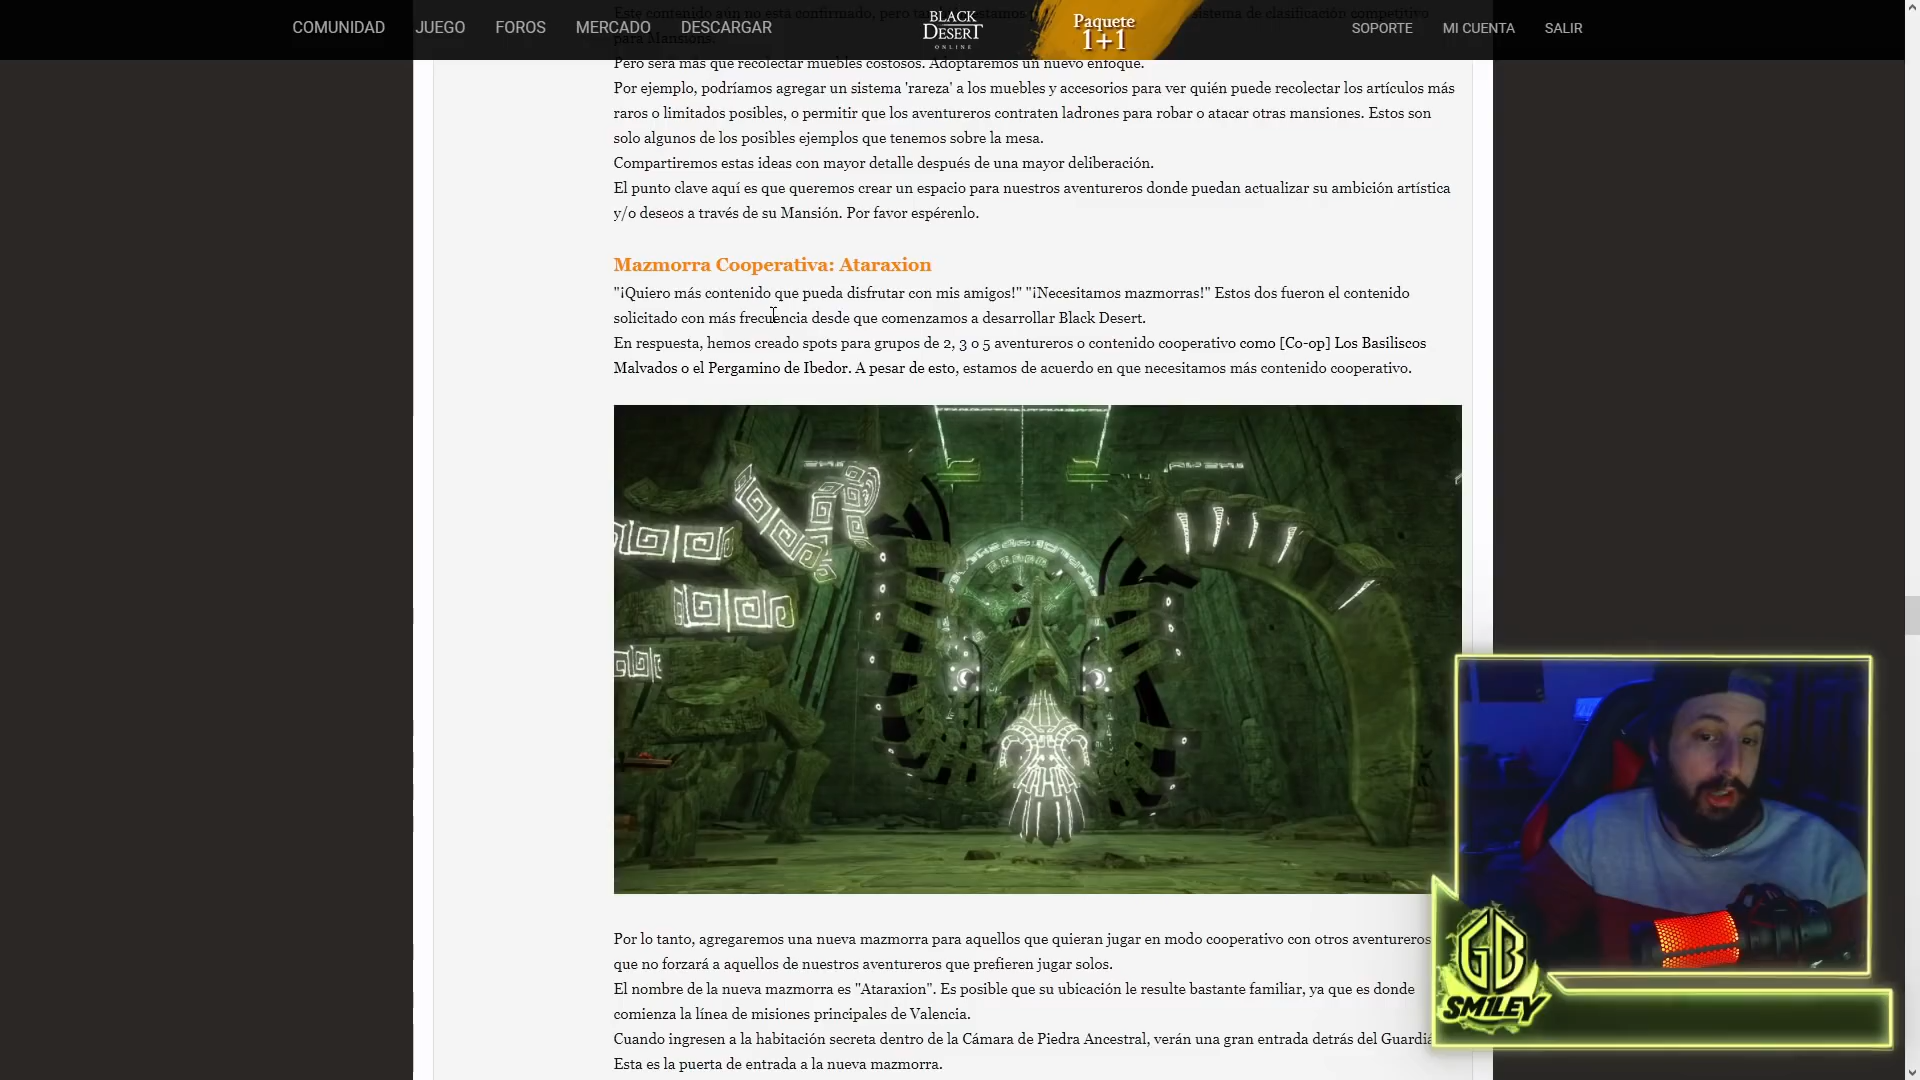 COMUNIDAD JUEGO FOROS MERCADO DESCARGAR
BLACK DESERT ONLINE
Paquete 1+1
SOPORTE MI CUENTA SALIR
Este contenido aún no está confirmado, pero sistema de clasificación competitivo
para Mansions.
Pero será más que recolectar muebles costosos. Adoptaremos un nuevo enfoque.
Por ejemplo, podríamos agregar un sistema 'rareza' a los muebles y accesorios para ver quién puede recolectar los artículos más
raros o limitados posibles, o permitir que los aventureros contraten ladrones para robar o atacar otras mansiones. Estos son
solo algunos de los posibles ejemplos que tenemos sobre la mesa.
Compartiremos estas ideas con mayor detalle después de una mayor deliberación.
El punto clave aquí es que queremos crear un espacio para nuestros aventureros donde puedan actualizar su ambición artística
y/o deseos a través de su Mansión. Por favor espérenlo.
Mazmorra Cooperativa: Ataraxion
"¡Quiero más contenido que pueda disfrutar con mis amigos!" "¡Necesitamos mazmorras!" Estos dos fueron el contenido
solicitado con más frecuencia desde que comenzamos a desarrollar Black Desert.
En respuesta, hemos creado spots para grupos de 2, 3 o 5 aventureros o contenido cooperativo como [Co-op] Los Basiliscos
Malvados o el Pergamino de Ibedor. A pesar de esto, estamos de acuerdo en que necesitamos más contenido cooperativo.
Por lo tanto, agregaremos una nueva mazmorra para aquellos que quieran jugar en modo cooperativo con otros aventureros
que no forzará a aquellos de nuestros aventureros que prefieren jugar solos.
El nombre de la nueva mazmorra es "Ataraxion". Es posible que su ubicación le resulte bastante familiar, ya que es donde
comienza la línea de misiones principales de Valencia.
Cuando ingresen a la habitación secreta dentro de la Cámara de Piedra Ancestral, verán una gran entrada detrás del
Esta es la puerta de entrada a la nueva mazmorra.
GB
SMILEY